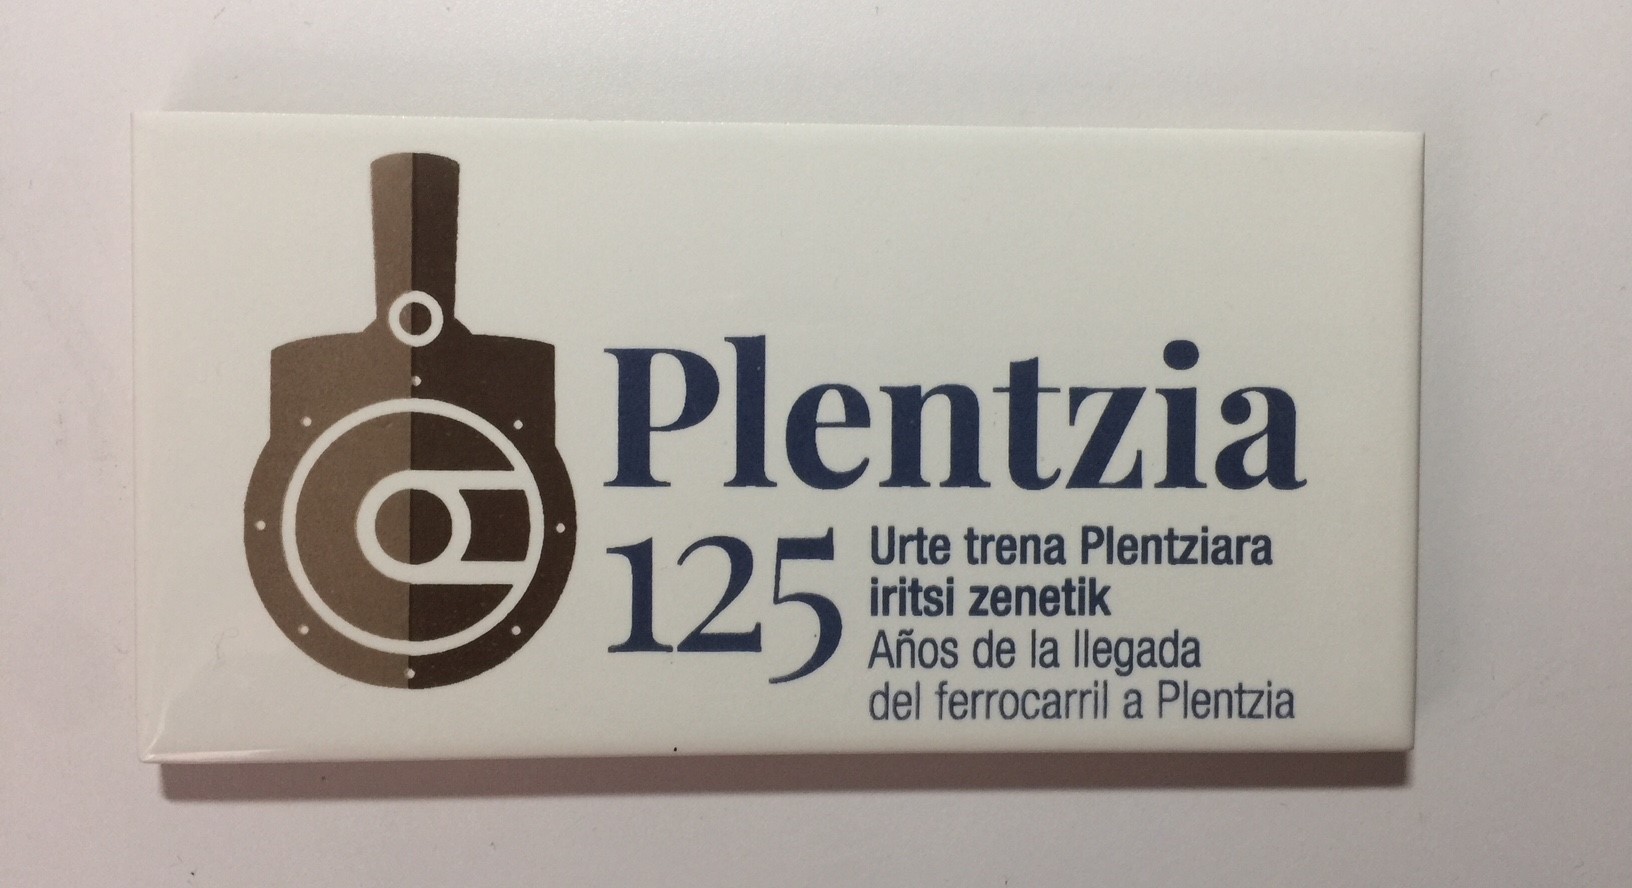 Plentzia
125
Urte trena Plentziara
iritsi zenetik
Años de la llegada
del ferrocarril a Plentzia